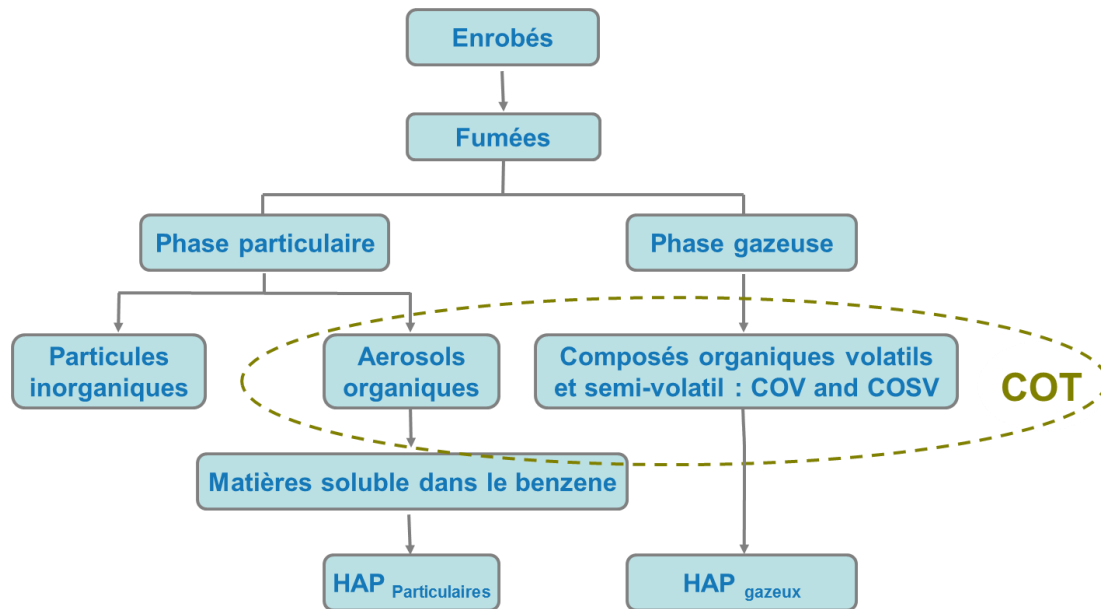 Enrobés
Fumées
Phase particulaire
Phase gazeuse
Particules
inorganiques
Aerosols
organiques
Composés organiques volatils
et semi-volatil : COV and COSV
COT
Matières soluble dans le benzene
HAP Particulaires
HAP gazeux